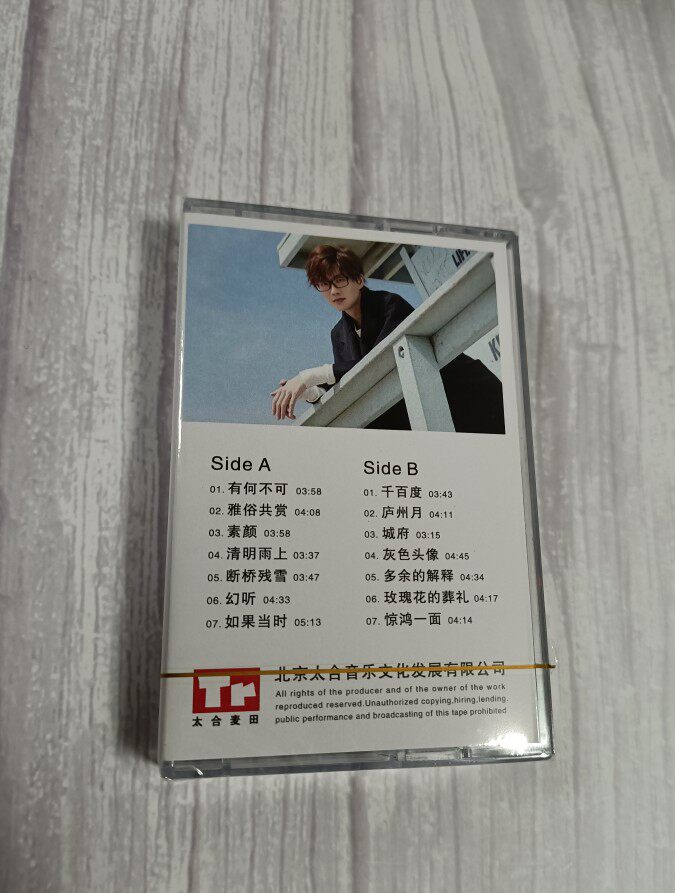 Side A
01. 有何不可 03:58
02. 雅俗共赏 04:08
03. 素颜 03:58
04. 清明雨上 03:37
05. 断桥残雪 03:47
06. 幻听 04:33
07. 如果当时 05:13
Side B
01. 千百度 03:43
02. 庐州月 04:11
03. 城府 03:15
04. 灰色头像 04:45
05. 多余的解释 04:34
06. 玫瑰花的葬礼 04:17
07. 惊鸿一面 04:14
Tr
太合麦田
北京太合音乐文化发展有限公司
All rights of the producer and of the owner of the work
reproduced reserved.Unauthorized copying,hiring,lending.
public performance and broadcasting of this tape prohibited